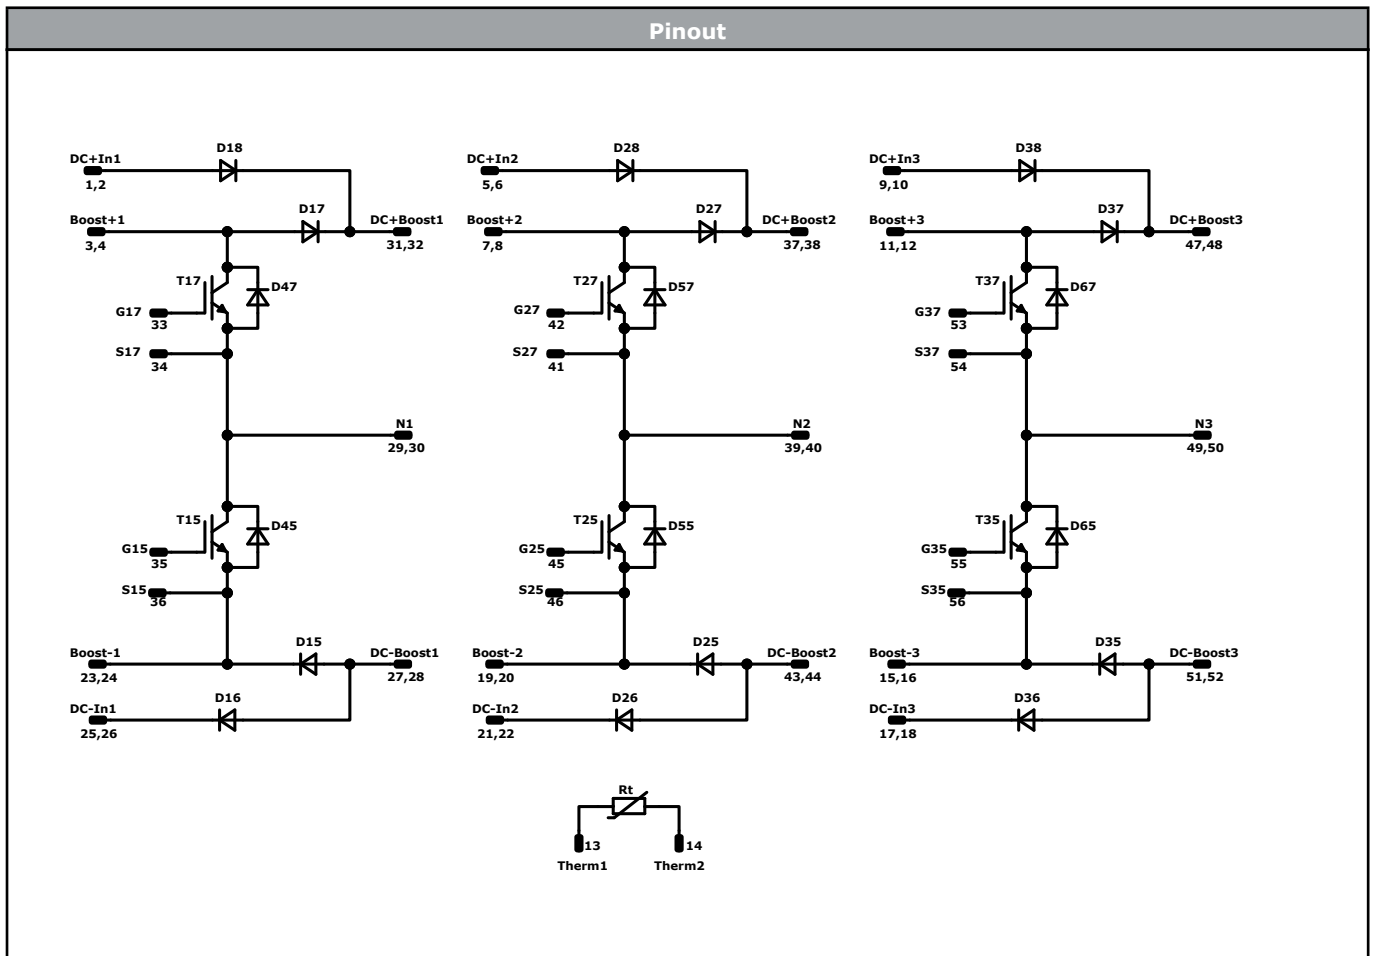 Pinout
D18 D28 D38
DC+In1 DC+In2 DC+In3
1,2 5,6 9,10
D17 D27 D37
Boost+1 DC+Boost1 Boost+2 DC+Boost2 Boost+3 DC+Boost3
3,4 31,32 7,8 37,38 11,12 47,48
T17 D47 T27 D57 T37 D67
G17 G27 G37
33 42 53
S17 S27 S37
34 41 54
N1 N2 N3
29,30 39,40 49,50
T15 D45 T25 D55 T35 D65
G15 G25 G35
35 45 55
S15 S25 S35
36 46 56
D15 D25 D35
Boost-1 DC-Boost1 Boost-2 DC-Boost2 Boost-3 DC-Boost3
23,24 27,28 19,20 43,44 15,16 51,52
D16 D26 D36
DC-In1 DC-In2 DC-In3
25,26 21,22 17,18
Rt
13 14
Therm1 Therm2